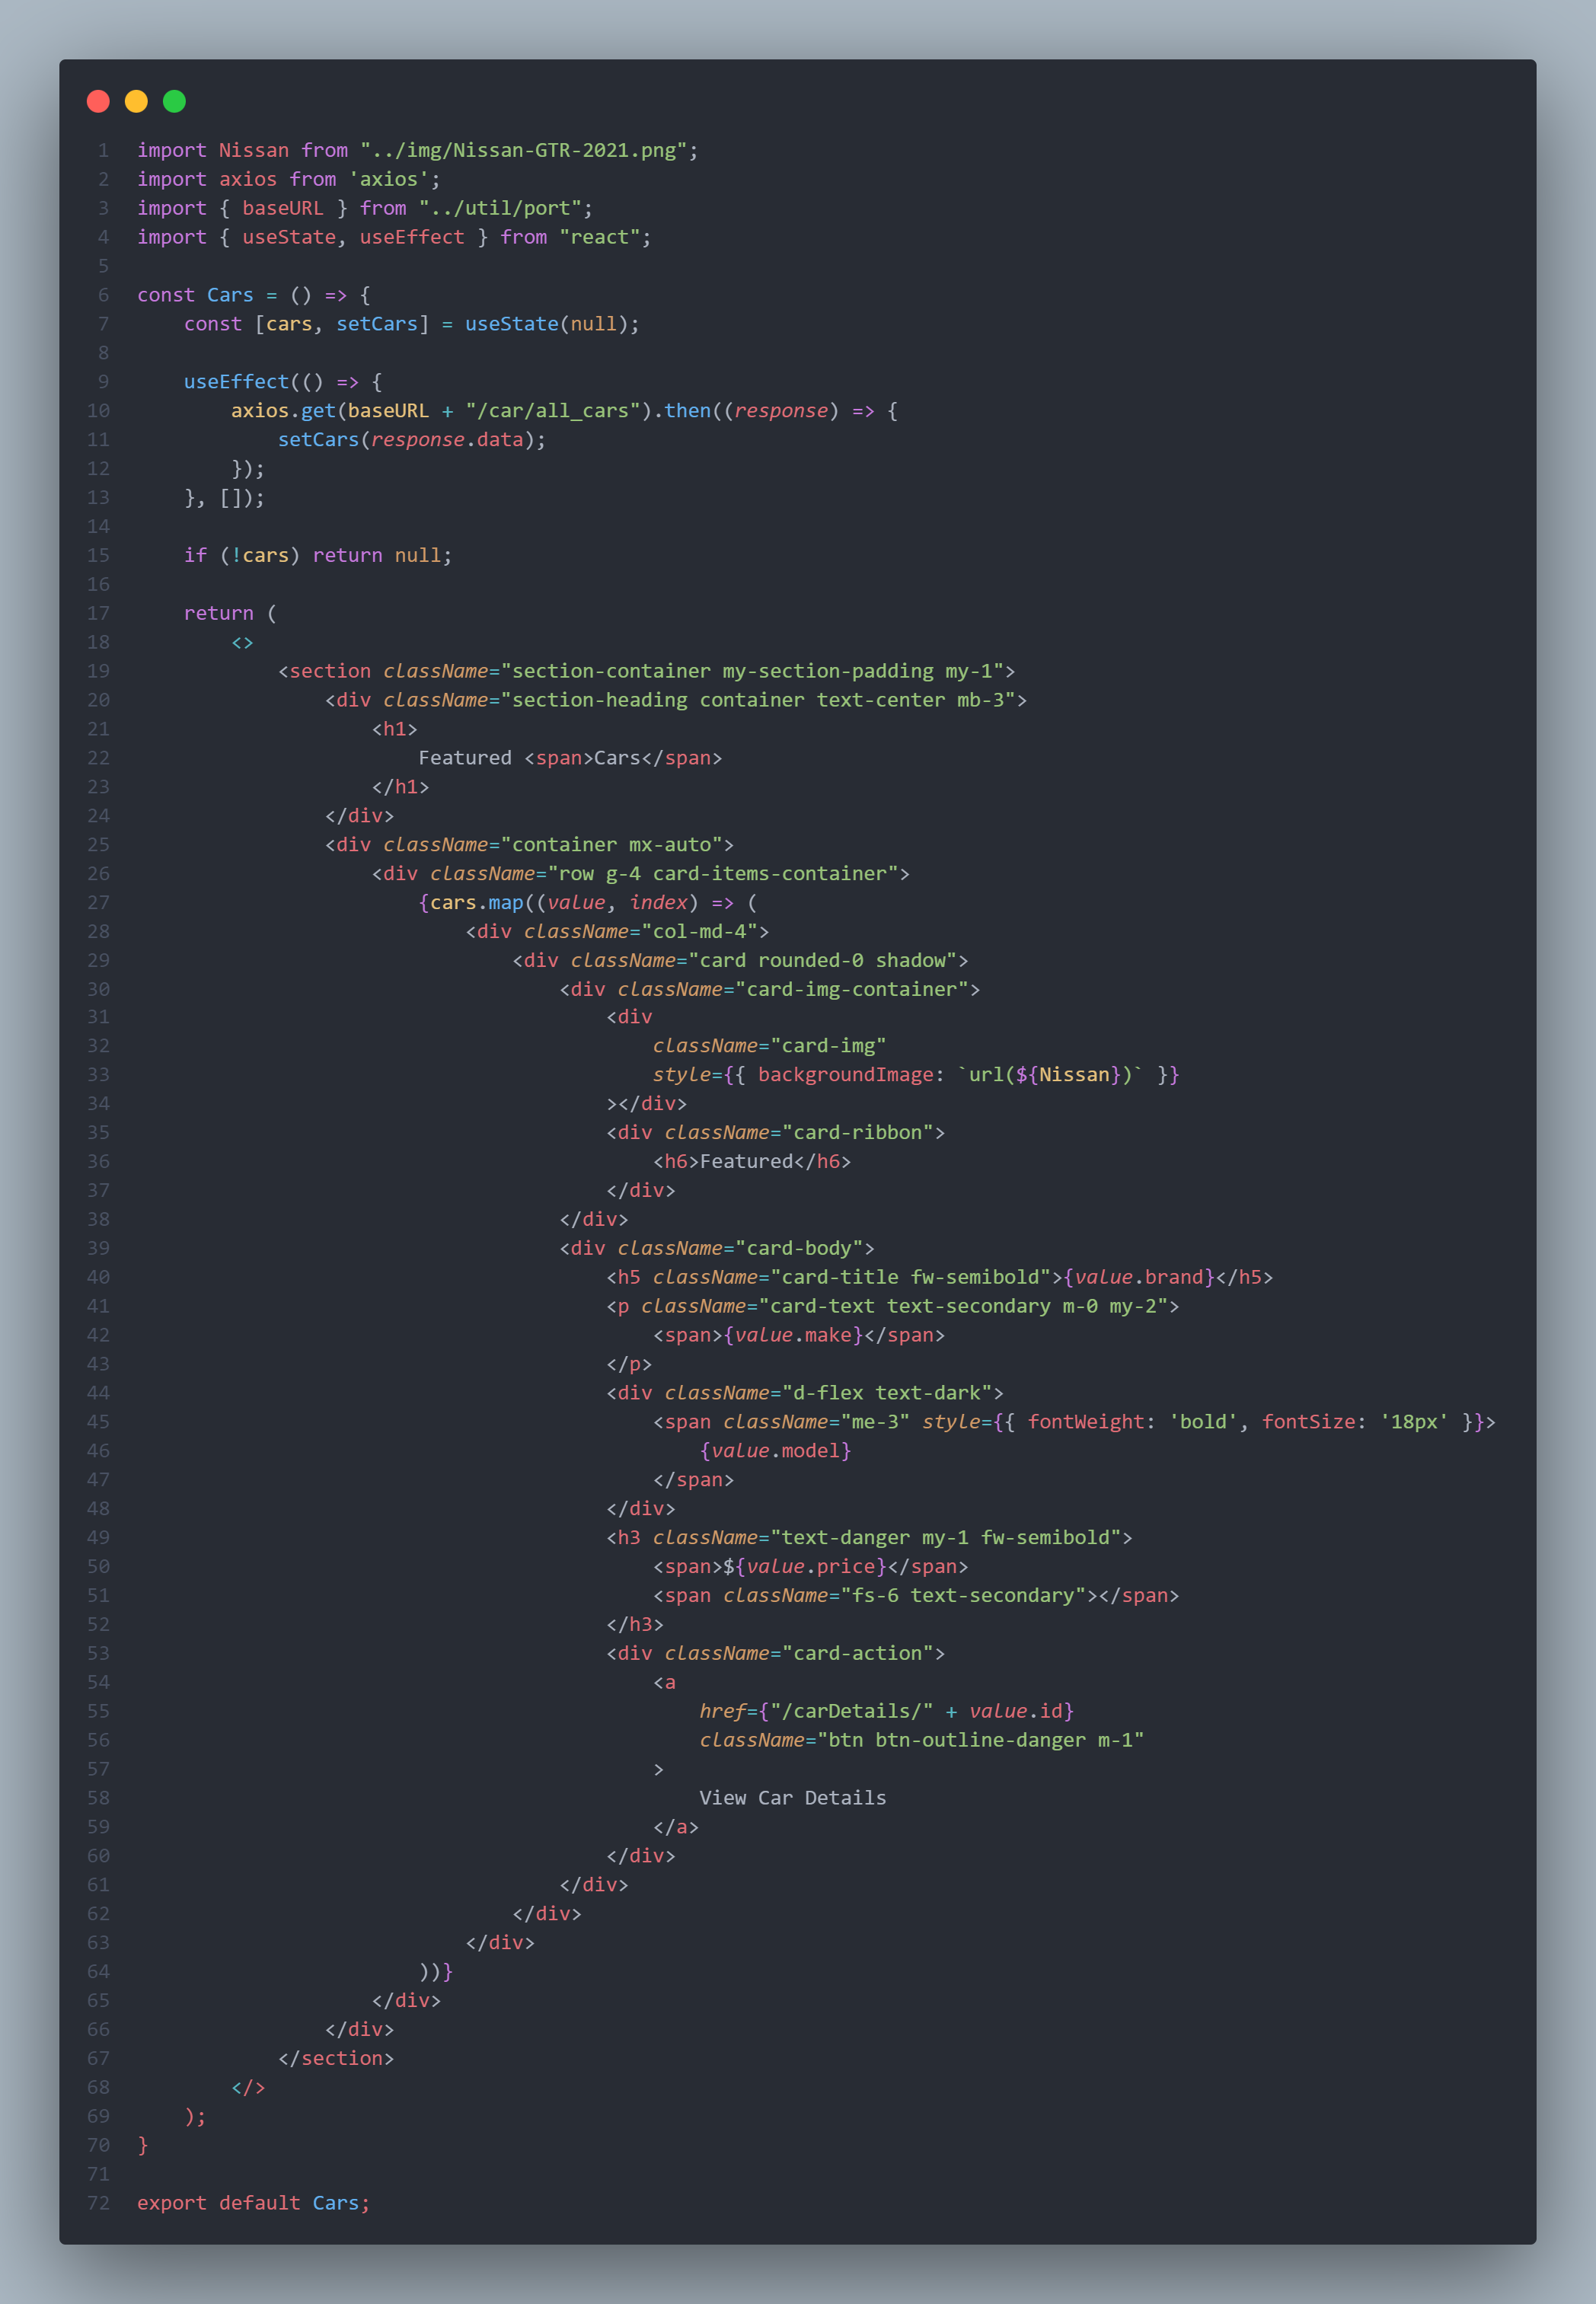 1 import Nissan from "../img/Nissan-GTR-2021.png";
2 import axios from 'axios';
3 import { baseURL } from "../util/port";
4 import { useState, useEffect } from "react";
5
6 const Cars = () => {
7     const [cars, setCars] = useState(null);
8
9     useEffect(() => {
10         axios.get(baseURL + "/car/all_cars").then((response) => {
11             setCars(response.data);
12         });
13     }, []);
14
15     if (!cars) return null;
16
17     return (
18         <>
19             <section className="section-container my-section-padding my-1">
20                 <div className="section-heading container text-center mb-3">
21                     <h1>
22                         Featured <span>Cars</span>
23                     </h1>
24                 </div>
25                 <div className="container mx-auto">
26                     <div className="row g-4 card-items-container">
27                         {cars.map((value, index) => (
28                             <div className="col-md-4">
29                                 <div className="card rounded-0 shadow">
30                                     <div className="card-img-container">
31                                         <div
32                                             className="card-img"
33                                             style={{ backgroundImage: `url(${Nissan})` }}
34                                         ></div>
35                                         <div className="card-ribbon">
36                                             <h6>Featured</h6>
37                                         </div>
38                                     </div>
39                                     <div className="card-body">
40                                         <h5 className="card-title fw-semibold">{value.brand}</h5>
41                                         <p className="card-text text-secondary m-0 my-2">
42                                             <span>{value.make}</span>
43                                         </p>
44                                         <div className="d-flex text-dark">
45                                             <span className="me-3" style={{ fontWeight: 'bold', fontSize: '18px' }}>
46                                                 {value.model}
47                                             </span>
48                                         </div>
49                                         <h3 className="text-danger my-1 fw-semibold">
50                                             <span>${value.price}</span>
51                                             <span className="fs-6 text-secondary"></span>
52                                         </h3>
53                                         <div className="card-action">
54                                             <a
55                                                 href={"/carDetails/" + value.id}
56                                                 className="btn btn-outline-danger m-1"
57                                             >
58                                                 View Car Details
59                                             </a>
60                                         </div>
61                                     </div>
62                                 </div>
63                             </div>
64                         ))}
65                     </div>
66                 </div>
67             </section>
68         </>
69     );
70 }
71
72 export default Cars;